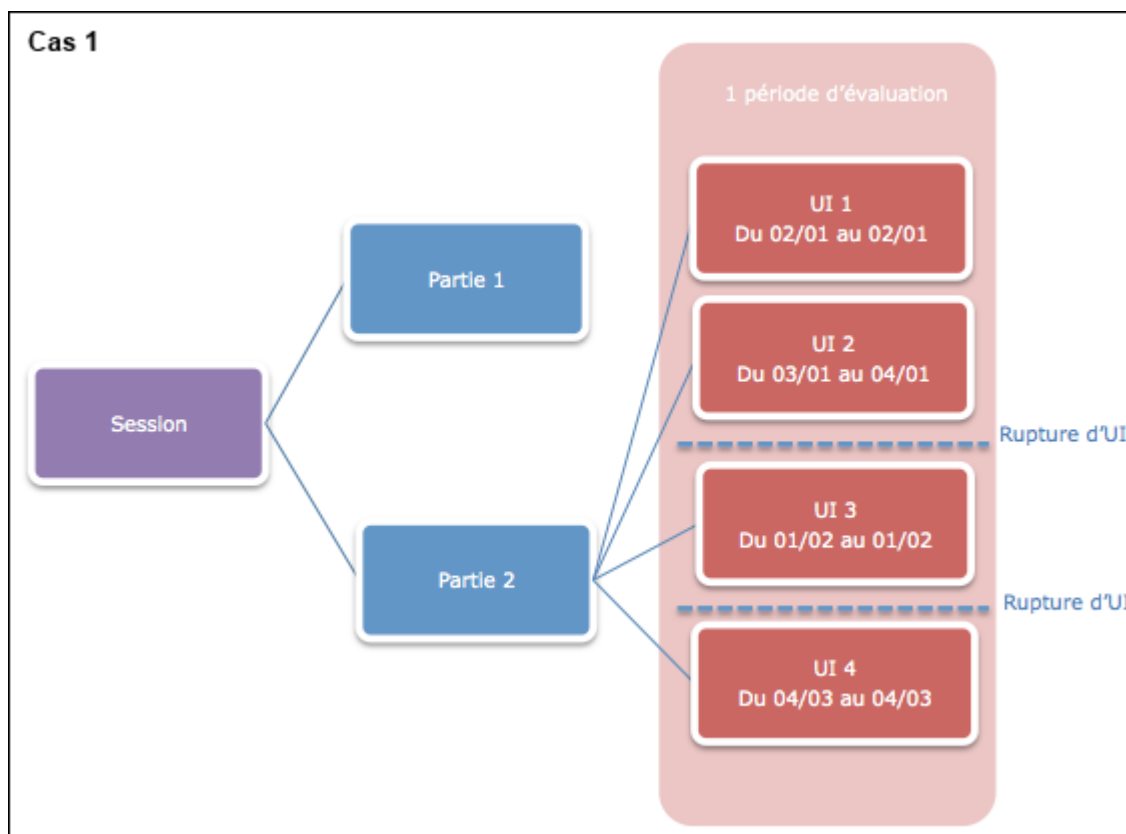 Cas 1
1 période d'évaluation
UI 1
Du 02/01 au 02/01
Partie 1
UI 2
Du 03/01 au 04/01
Session
Rupture d'UI
UI 3
Du 01/02 au 01/02
Partie 2
Rupture d'UI
UI 4
Du 04/03 au 04/03